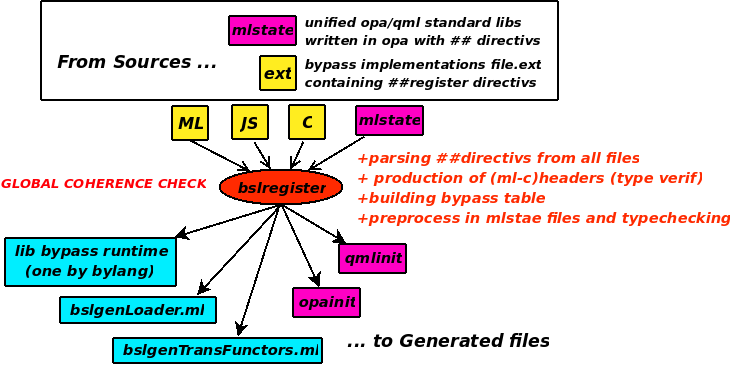 mlstate
unified opa/qml standard libs
written in opa with ## directivs
From Sources ...
ext
bypass implementations file.ext
containing ##register directivs
ML
JS
C
mlstate
GLOBAL COHERENCE CHECK
bslregister
+parsing ##directivs from all files
+ production of (ml-c)headers (type verif)
+building bypass table
+preprocess in mlstae files and typechecking
lib bypass runtime
(one by bylang)
qmlinit
bslgenLoader.ml
opainit
bslgenTransFunctors.ml
... to Generated files